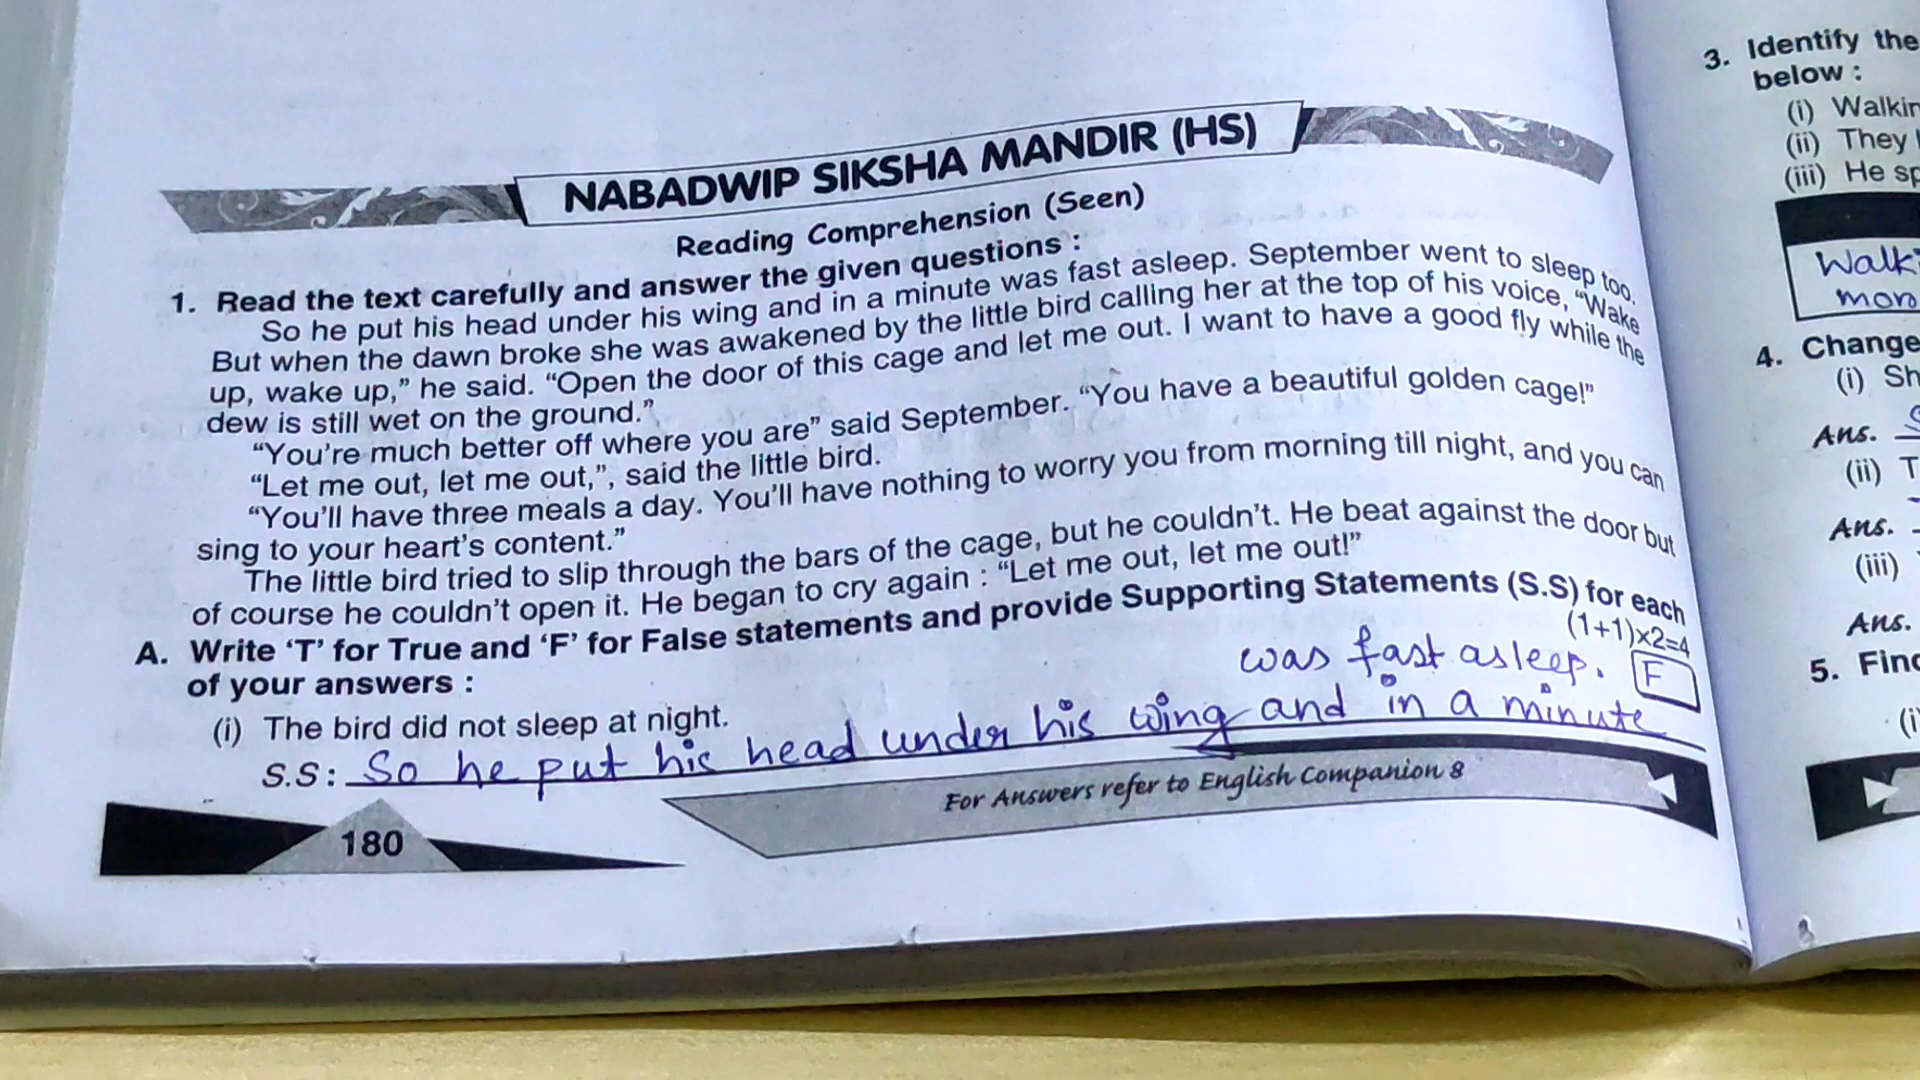 NABADWIP SIKSHA MANDIR (HS)
Reading Comprehension (Seen)
1. Read the text carefully and answer the given questions :
So he put his head under his wing and in a minute was fast asleep. September went to sleep too.
But when the dawn broke she was awakened by the little bird calling her at the top of his voice, “Wake
up, wake up,” he said. “Open the door of this cage and let me out. I want to have a good fly while the
dew is still wet on the ground.”
“You're much better off where you are” said September. “You have a beautiful golden cage!”
“Let me out, let me out,”, said the little bird.
“You'll have three meals a day. You'll have nothing to worry you from morning till night, and you can
sing to your heart's content.”
The little bird tried to slip through the bars of the cage, but he couldn't. He beat against the door but
of course he couldn't open it. He began to cry again : “Let me out, let me out!”
A. Write ‘T’ for True and ‘F’ for False statements and provide Supporting Statements (S.S) for each
of your answers :
(1+1)×2=4
(i) The bird did not sleep at night.
F
S.S : So he put his head under his wing and in a minute
was fast asleep.
For Answers refer to English Companion 8
180
3. Identify the
below :
(i)
(ii) They
(iii) He
4. Change
(i)
Ans.
(ii)
Ans.
(iii)
Ans.
5.